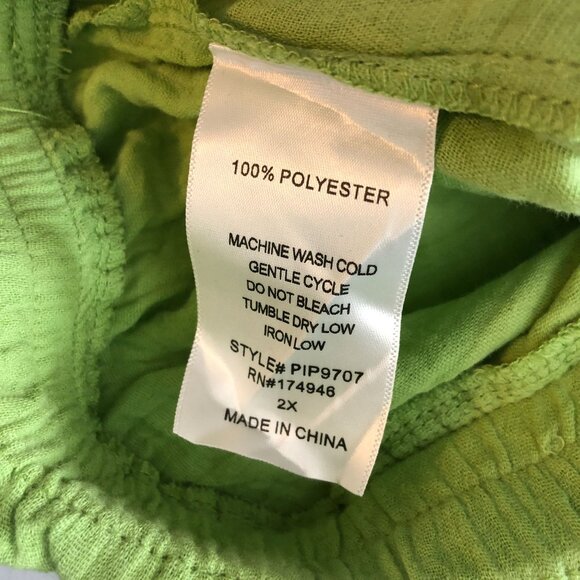 100% POLYESTER
MACHINE WASH COLD
GENTLE CYCLE
DO NOT BLEACH
TUMBLE DRY LOW
IRON LOW
STYLE# PIP9707
RN#174946
2X
MADE IN CHINA